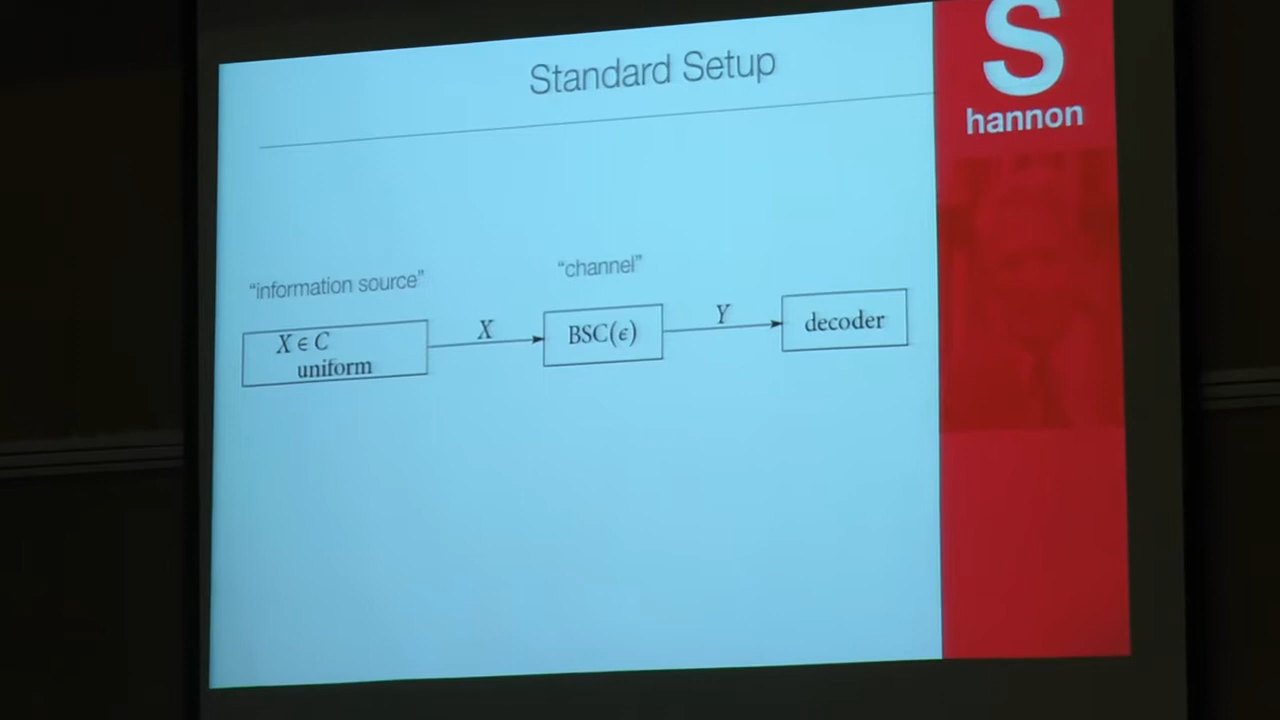 Standard Setup
S
hannon
"information source"
"channel"
X ∈ C
uniform
X
BSC(ϵ)
Y
decoder